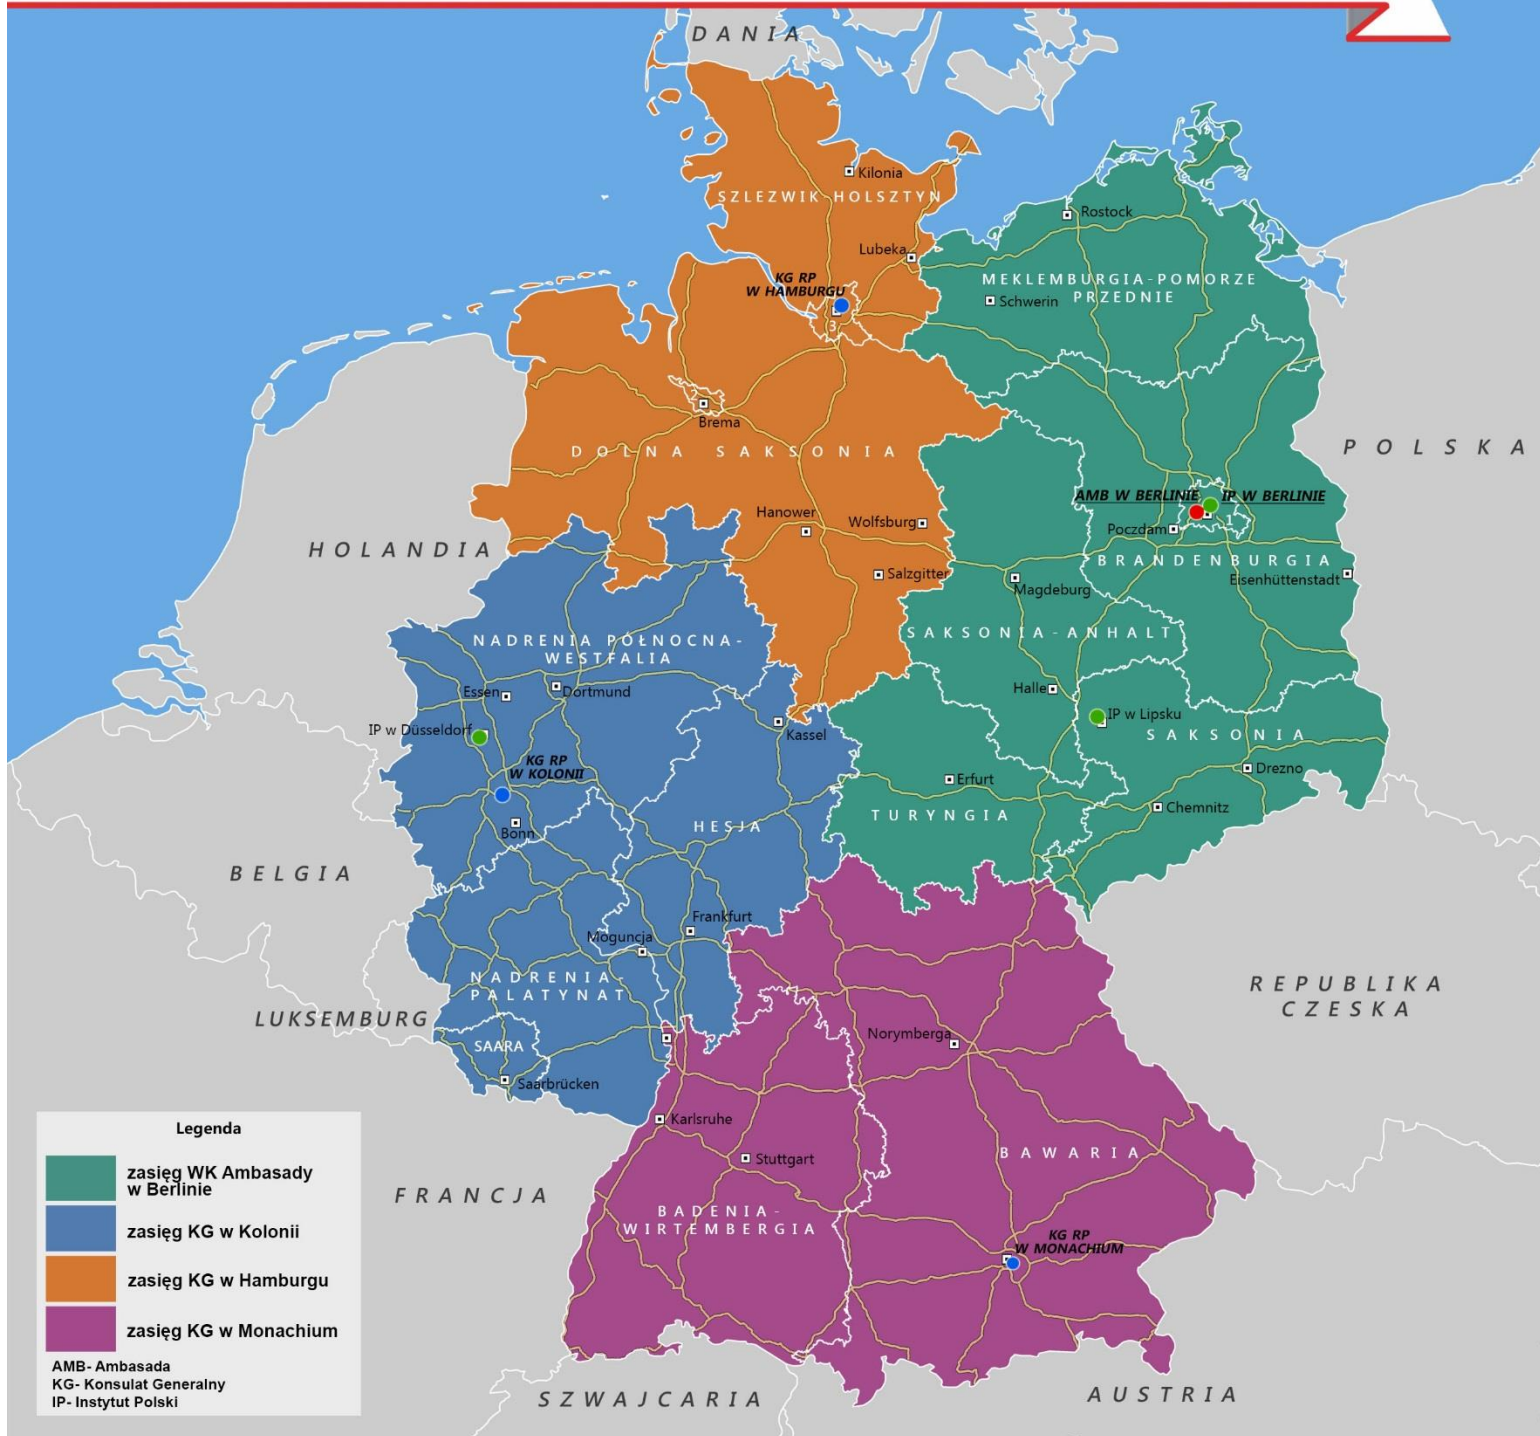 DANIA
Kilonia
SZLEZWIK HOLSZTYN
Rostock
Lubeka
KG RP
W HAMBURGU
MEKLEMBURGIA-POMORZE
PRZEDNIE
Schwerin
3
2
Brema
DOLNA SAKSONIA
POLSKA
AMB W BERLINIE
IP W BERLINIE
Hanower
Wolfsburg
Poczdam
1
HOLANDIA
BRANDENBURGIA
Salzgitter
Magdeburg
Eisenhüttenstadt
NADRENIA PÓŁNOCNA-
WESTFALIA
SAKSONIA-ANHALT
Essen
Dortmund
Halle
IP w Düsseldorf
Kassel
IP w Lipsku
SAKSONIA
KG RP
W KOLONII
Erfurt
Drezno
Bonn
HESJA
TURYNGIA
Chemnitz
BELGIA
Frankfurt
Moguncja
NADRENIA-
PALATYNAT
REPUBLIKA
CZESKA
LUKSEMBURG
SAARA
Norymberga
Saarbrücken
Karlsruhe
Stuttgart
BAWARIA
FRANCJA
BADENIA-
WIRTEMBERGIA
KG RP
W MONACHIUM
SZWAJCARIA
AUSTRIA
Legenda
zasięg WK Ambasady
w Berlinie
zasięg KG w Kolonii
zasięg KG w Hamburgu
zasięg KG w Monachium
AMB- Ambasada
KG- Konsulat Generalny
IP- Instytut Polski